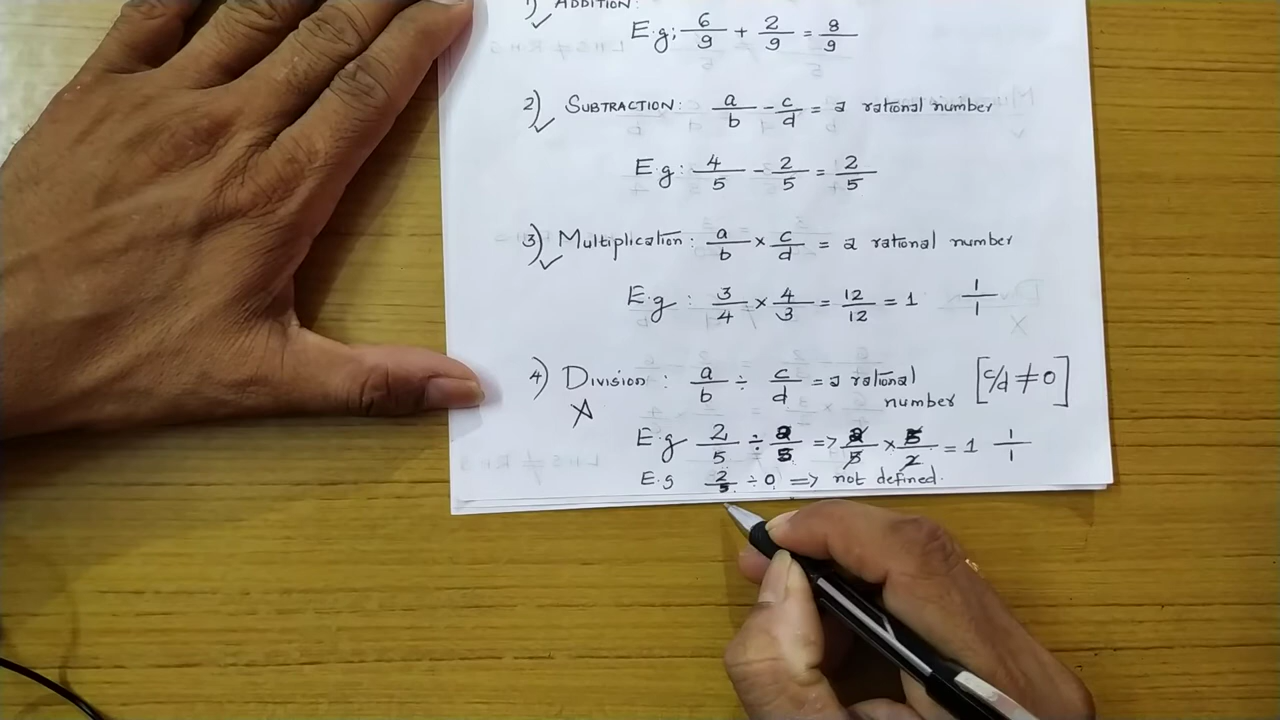 1) ADDITION:
E.g; 6/9 + 2/9 = 8/9
2) SUBTRACTION: a/b - c/d = a rational number
E.g: 4/5 - 2/5 = 2/5
3) Multiplication: a/b × c/d = a rational number
E.g : 3/4 × 4/3 = 12/12 = 1 1/1
4) Division: a/b ÷ c/d = a rational number [c/d ≠ 0]
E.g 2/5 ÷ 2/5 => 2/5 × 5/2 = 1 1/1
E.g 2/5 ÷ 0 => not defined.